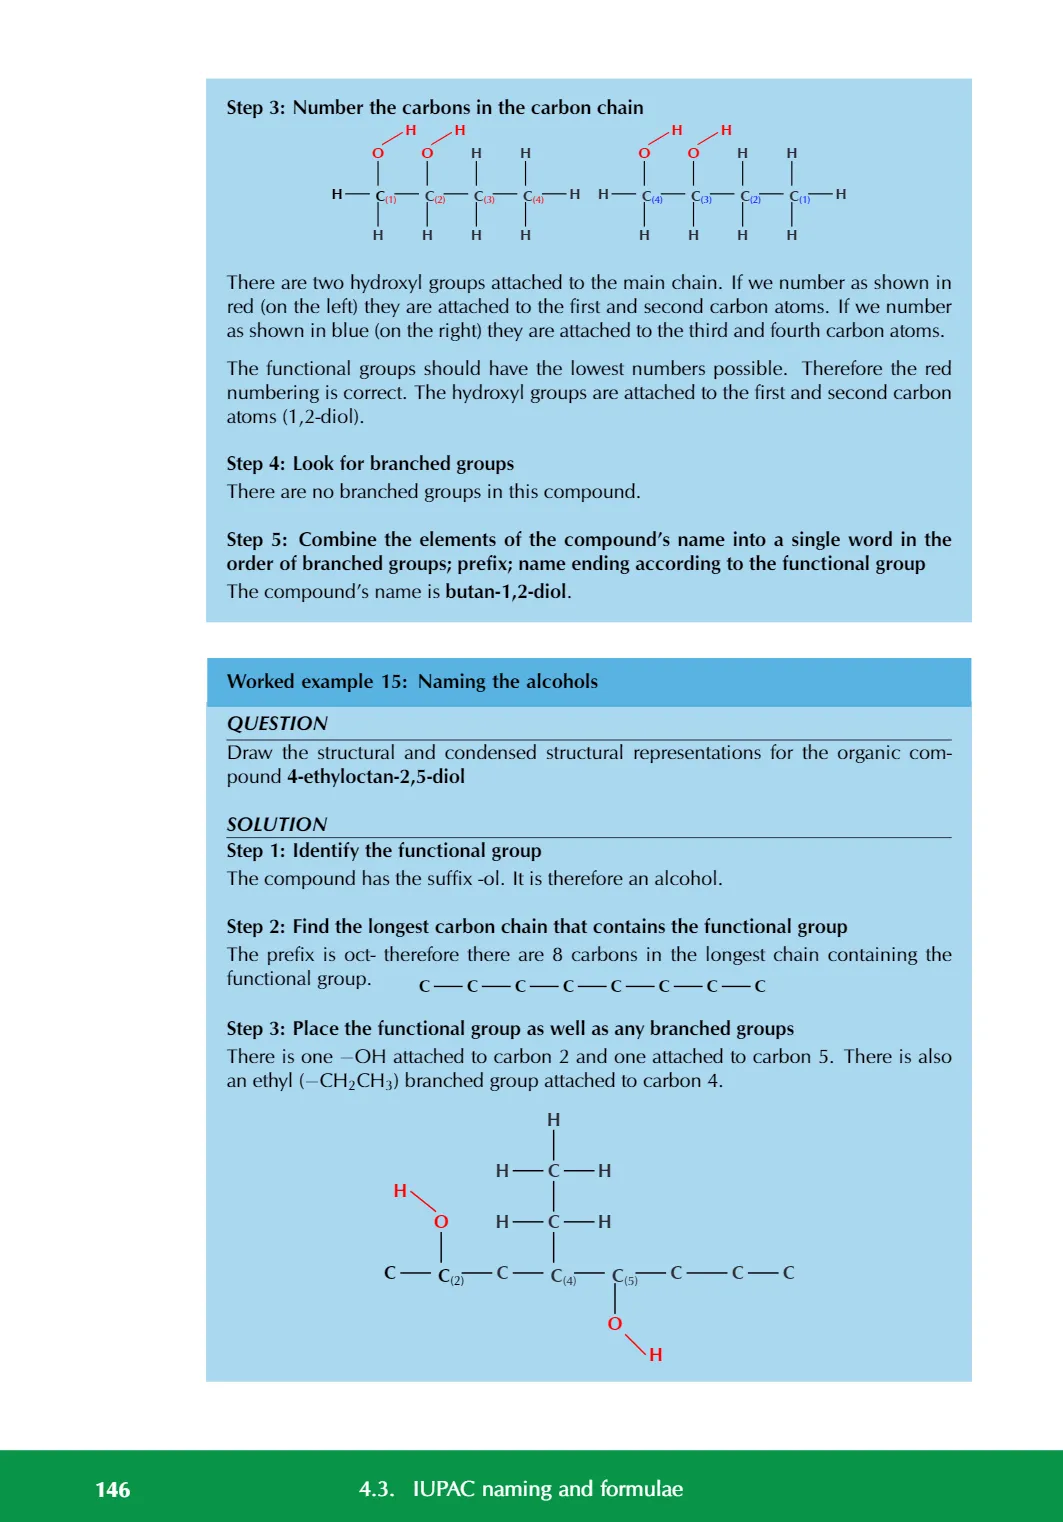 Step 3: Number the carbons in the carbon chain
H H H H
O O H H O O H H
H C(1) C(2) C(3) C(4) H H C(4) C(3) C(2) C(1) H
H H H H H H H H
There are two hydroxyl groups attached to the main chain. If we number as shown in
red (on the left) they are attached to the first and second carbon atoms. If we number
as shown in blue (on the right) they are attached to the third and fourth carbon atoms.
The functional groups should have the lowest numbers possible. Therefore the red
numbering is correct. The hydroxyl groups are attached to the first and second carbon
atoms (1,2-diol).
Step 4: Look for branched groups
There are no branched groups in this compound.
Step 5: Combine the elements of the compound's name into a single word in the
order of branched groups; prefix; name ending according to the functional group
The compound's name is butan-1,2-diol.
Worked example 15: Naming the alcohols
QUESTION
Draw the structural and condensed structural representations for the organic com-
pound 4-ethyloctan-2,5-diol
SOLUTION
Step 1: Identify the functional group
The compound has the suffix -ol. It is therefore an alcohol.
Step 2: Find the longest carbon chain that contains the functional group
The prefix is oct- therefore there are 8 carbons in the longest chain containing the
functional group.
C C C C C C C C
Step 3: Place the functional group as well as any branched groups
There is one −OH attached to carbon 2 and one attached to carbon 5. There is also
an ethyl (−CH₂CH₃) branched group attached to carbon 4.
H
H C H
H
O H C H
C C(2) C C(4) C(5) C C C
O
H
146 4.3. IUPAC naming and formulae